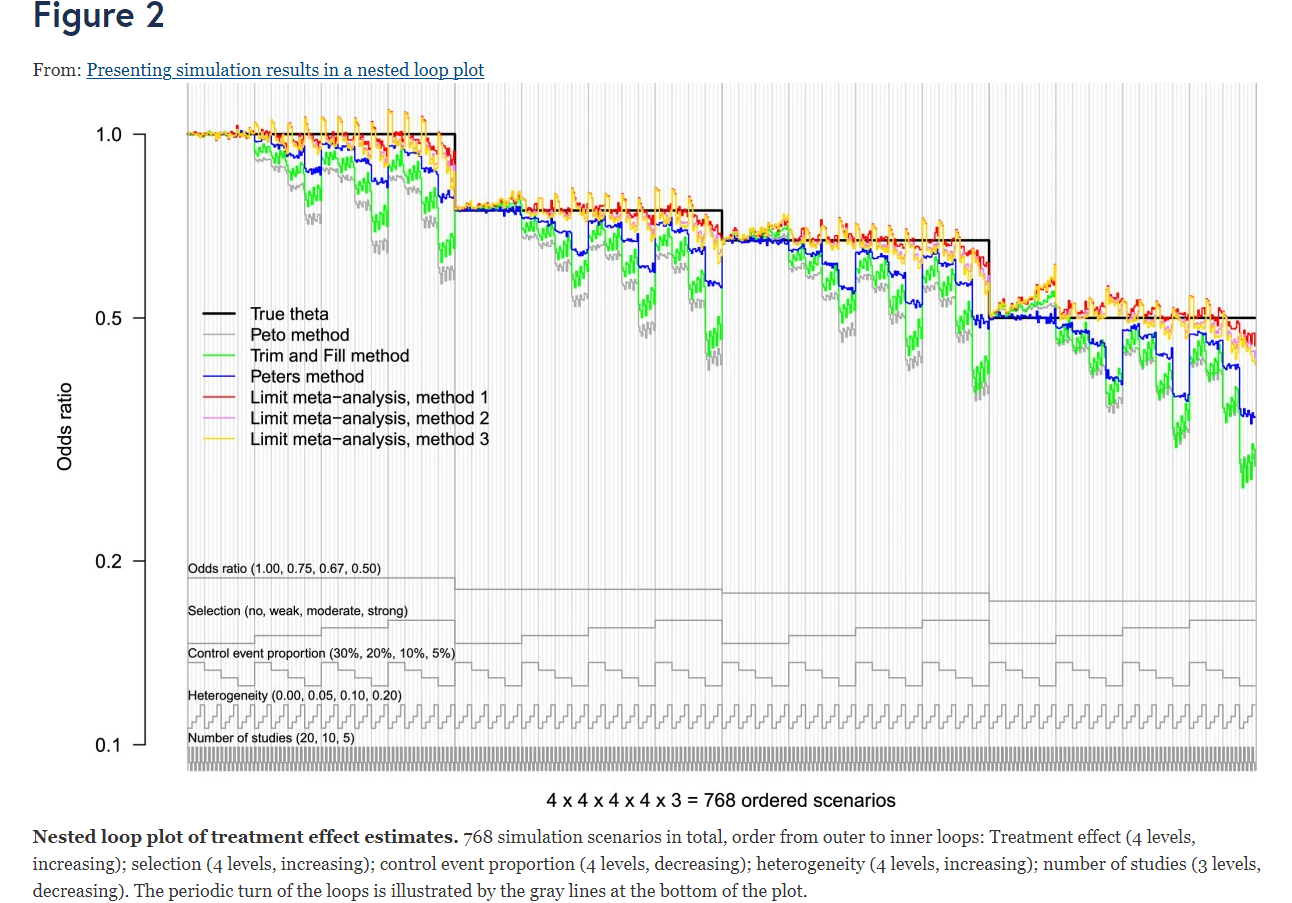 Figure 2
From: Presenting simulation results in a nested loop plot
1.0
0.5
0.2
0.1
Odds ratio
True theta
Peto method
Trim and Fill method
Peters method
Limit meta−analysis, method 1
Limit meta−analysis, method 2
Limit meta−analysis, method 3
Odds ratio (1.00, 0.75, 0.67, 0.50)
Selection (no, weak, moderate, strong)
Control event proportion (30%, 20%, 10%, 5%)
Heterogeneity (0.00, 0.05, 0.10, 0.20)
Number of studies (20, 10, 5)
4 x 4 x 4 x 4 x 3 = 768 ordered scenarios
Nested loop plot of treatment effect estimates. 768 simulation scenarios in total, order from outer to inner loops: Treatment effect (4 levels,
increasing); selection (4 levels, increasing); control event proportion (4 levels, decreasing); heterogeneity (4 levels, increasing); number of studies (3 levels,
decreasing). The periodic turn of the loops is illustrated by the gray lines at the bottom of the plot.